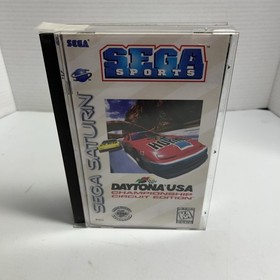 SEGA
SEGA
SPORTS
SEGA SATURN
DAYTONA USA
CHAMPIONSHIP
CIRCUIT EDITION